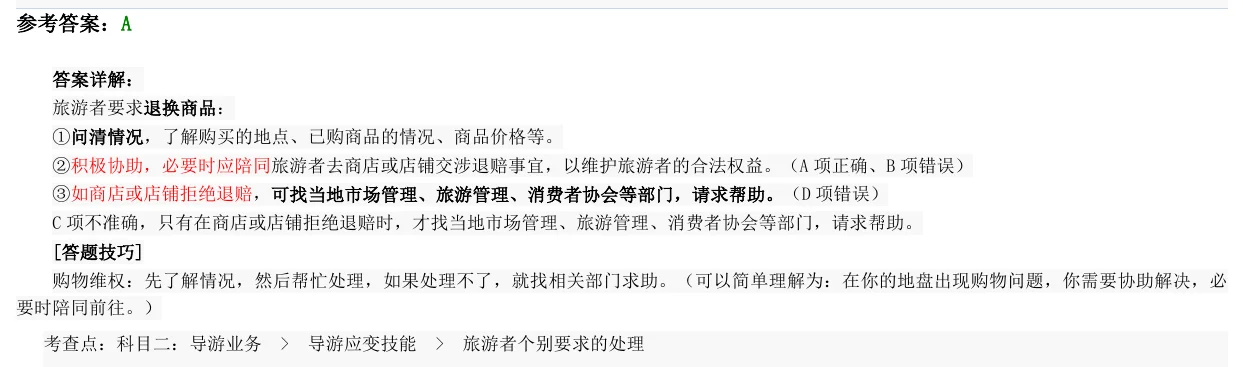 参考答案：A
答案详解：
旅游者要求退换商品：
①问清情况，了解购买的地点、已购商品的情况、商品价格等。
②积极协助，必要时应陪同旅游者去商店或店铺交涉退赔事宜，以维护旅游者的合法权益。（A 项正确、B 项错误）
③如商店或店铺拒绝退赔，可找当地市场管理、旅游管理、消费者协会等部门，请求帮助。（D 项错误）
C 项不准确，只有在商店或店铺拒绝退赔时，才找当地市场管理、旅游管理、消费者协会等部门，请求帮助。
[答题技巧]
购物维权：先了解情况，然后帮忙处理，如果处理不了，就找相关部门求助。（可以简单理解为：在你的地盘出现购物问题，你需要协助解决，必
要时陪同前往。）
考查点：科目二：导游业务 > 导游应变技能 > 旅游者个别要求的处理